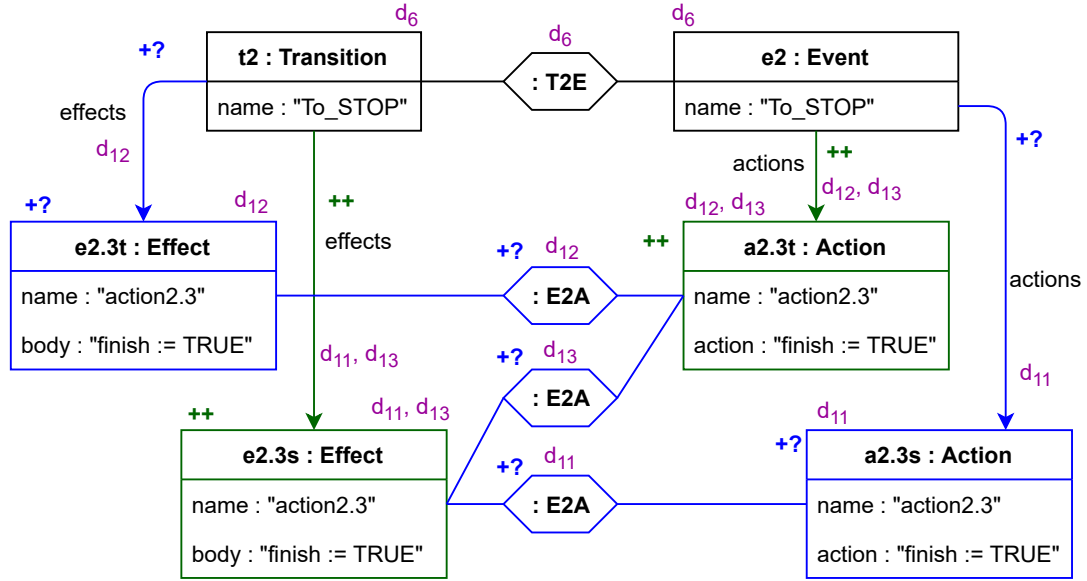 d6
d6
+?
t2 : Transition
d6
e2 : Event
: T2E
name : "To_STOP"
name : "To_STOP"
effects
++
+?
actions
d12
d12, d13
++
+?
d12
d12, d13
effects
++
+?
d12
e2.3t : Effect
a2.3t : Action
actions
name : "action2.3"
: E2A
name : "action2.3"
body : "finish := TRUE"
action : "finish := TRUE"
d11, d13
+?
d13
d11
: E2A
++
d11, d13
d11
+?
e2.3s : Effect
+?
d11
a2.3s : Action
name : "action2.3"
: E2A
name : "action2.3"
body : "finish := TRUE"
action : "finish := TRUE"